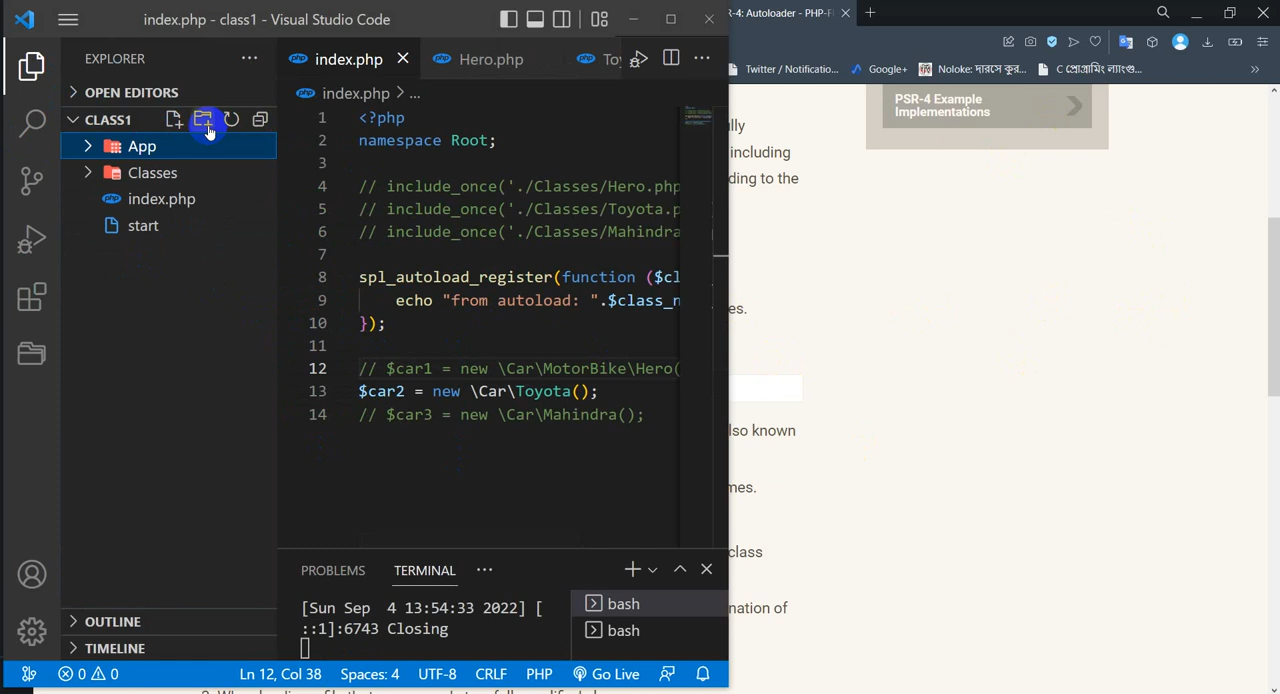 index.php - class1 - Visual Studio Code
EXPLORER
OPEN EDITORS
CLASS1
App
Classes
index.php
start
OUTLINE
TIMELINE
index.php
Hero.php
To
index.php > ...
1 <?php
2 namespace Root;
3
4 // include_once('./Classes/Hero.php
5 // include_once('./Classes/Toyota.p
6 // include_once('./Classes/Mahindra
7
8 spl_autoload_register(function ($cl
9 echo "from autoload: ".$class_n
10 });
11
12 // $car1 = new \Car\MotorBike\Hero(
13 $car2 = new \Car\Toyota();
14 // $car3 = new \Car\Mahindra();
PROBLEMS
TERMINAL
[Sun Sep 4 13:54:33 2022] [
::1]:6743 Closing
bash
bash
0 0
Ln 12, Col 38
Spaces: 4
UTF-8
CRLF
PHP
Go Live
R-4: Autoloader - PHP-FI
Twitter / Notificatio...
Google+
Noloke: দারসে কুর...
C প্রোগ্রামিং ল্যাংগু...
PSR-4 Example
Implementations
lly
including
ding to the
es.
lso known
mes.
class
nation of